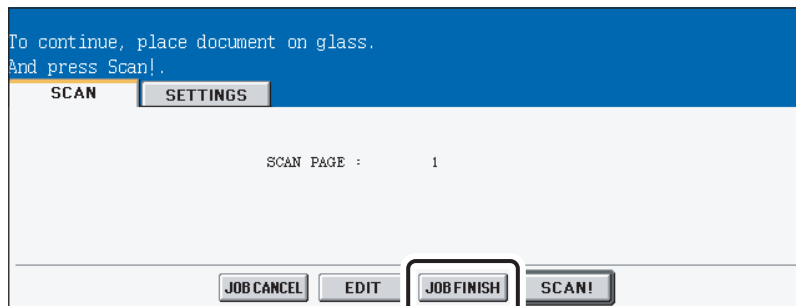 To continue, place document on glass.
And press Scan!.
SCAN SETTINGS
SCAN PAGE : 1
JOB CANCEL EDIT JOB FINISH SCAN!